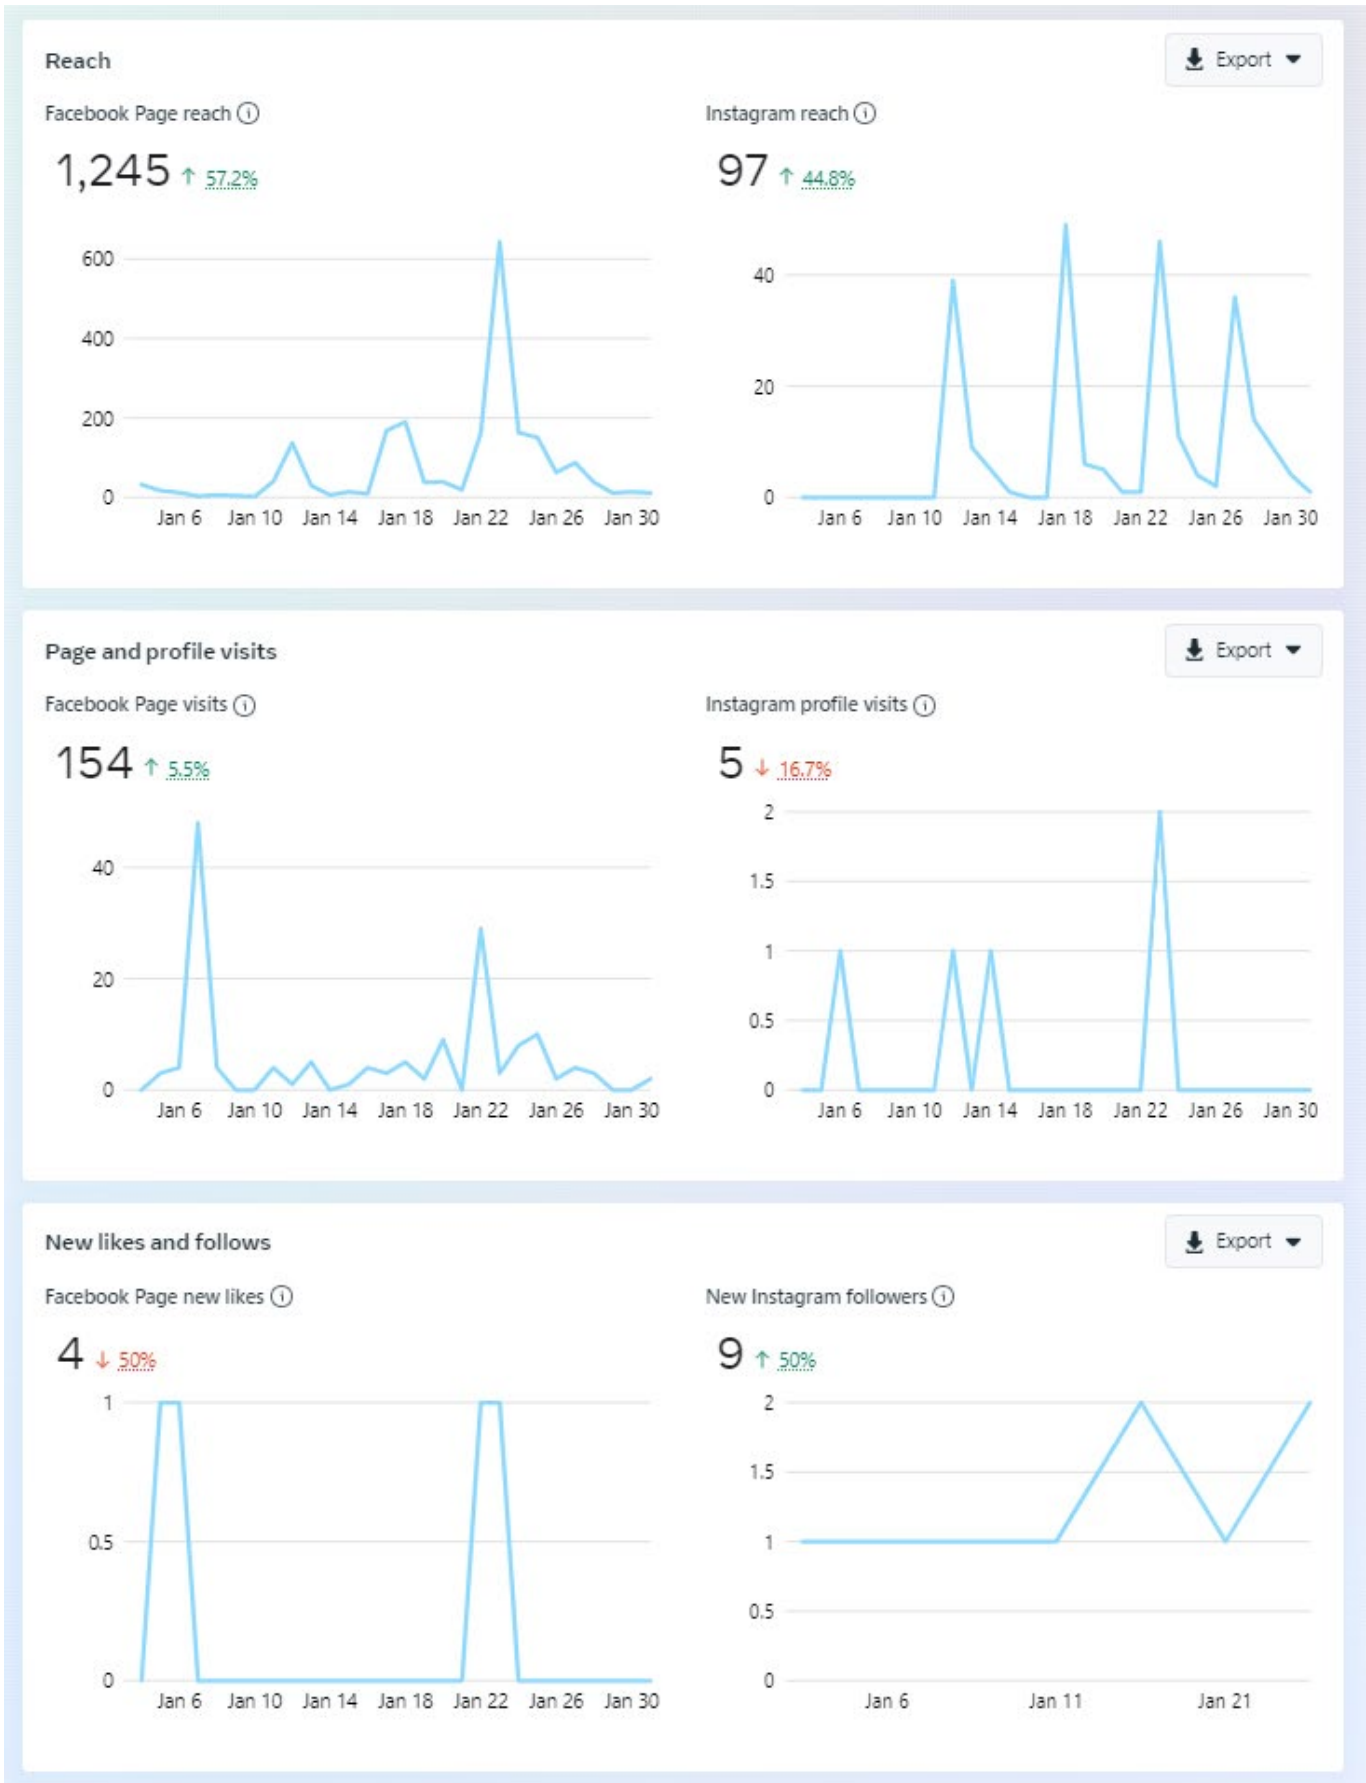 Reach
Export
Facebook Page reach
Instagram reach
1,245 ↑ 57.2%
97 ↑ 44.8%
600
400
200
0
Jan 6 Jan 10 Jan 14 Jan 18 Jan 22 Jan 26 Jan 30
40
20
0
Jan 6 Jan 10 Jan 14 Jan 18 Jan 22 Jan 26 Jan 30
Page and profile visits
Export
Facebook Page visits
Instagram profile visits
154 ↑ 5.5%
5 ↓ 16.7%
40
20
0
Jan 6 Jan 10 Jan 14 Jan 18 Jan 22 Jan 26 Jan 30
2
1.5
1
0.5
0
Jan 6 Jan 10 Jan 14 Jan 18 Jan 22 Jan 26 Jan 30
New likes and follows
Export
Facebook Page new likes
New Instagram followers
4 ↓ 50%
9 ↑ 50%
1
0.5
0
Jan 6 Jan 10 Jan 14 Jan 18 Jan 22 Jan 26 Jan 30
2
1.5
1
0.5
0
Jan 6 Jan 11 Jan 21